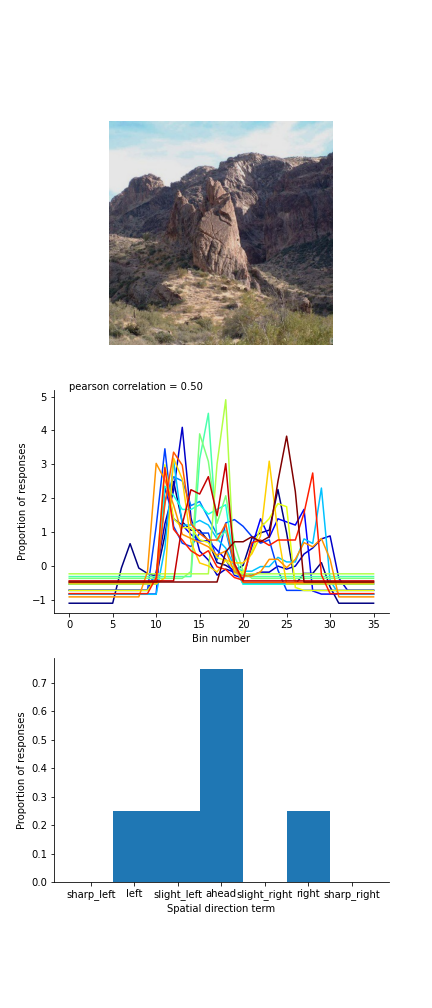 pearson correlation = 0.50
5
4
3
2
1
0
−1
Proportion of responses
0 5 10 15 20 25 30 35
Bin number
0.7
0.6
0.5
0.4
0.3
0.2
0.1
0.0
Proportion of responses
sharp_left left slight_left ahead slight_right right sharp_right
Spatial direction term